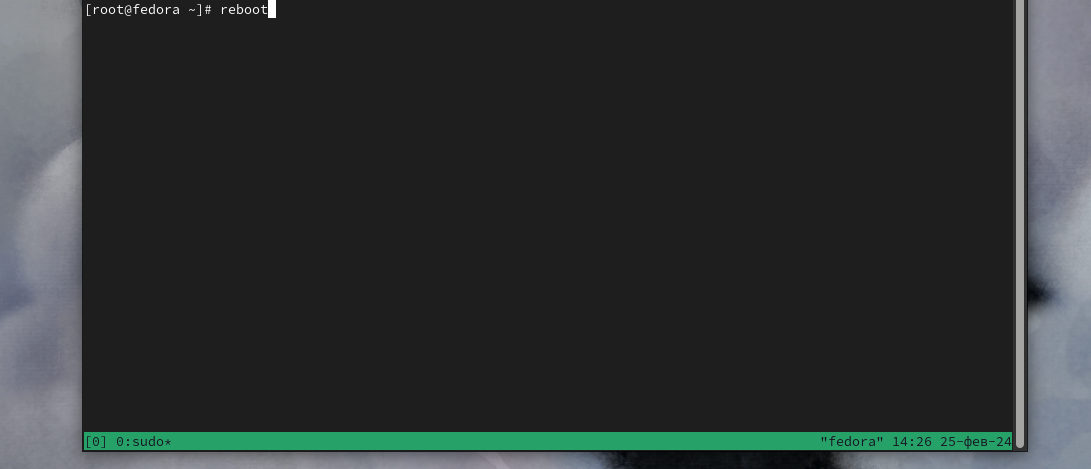 [root@fedora ~]# reboot
[0] 0:sudo* "fedora" 14:26 25-фев-24